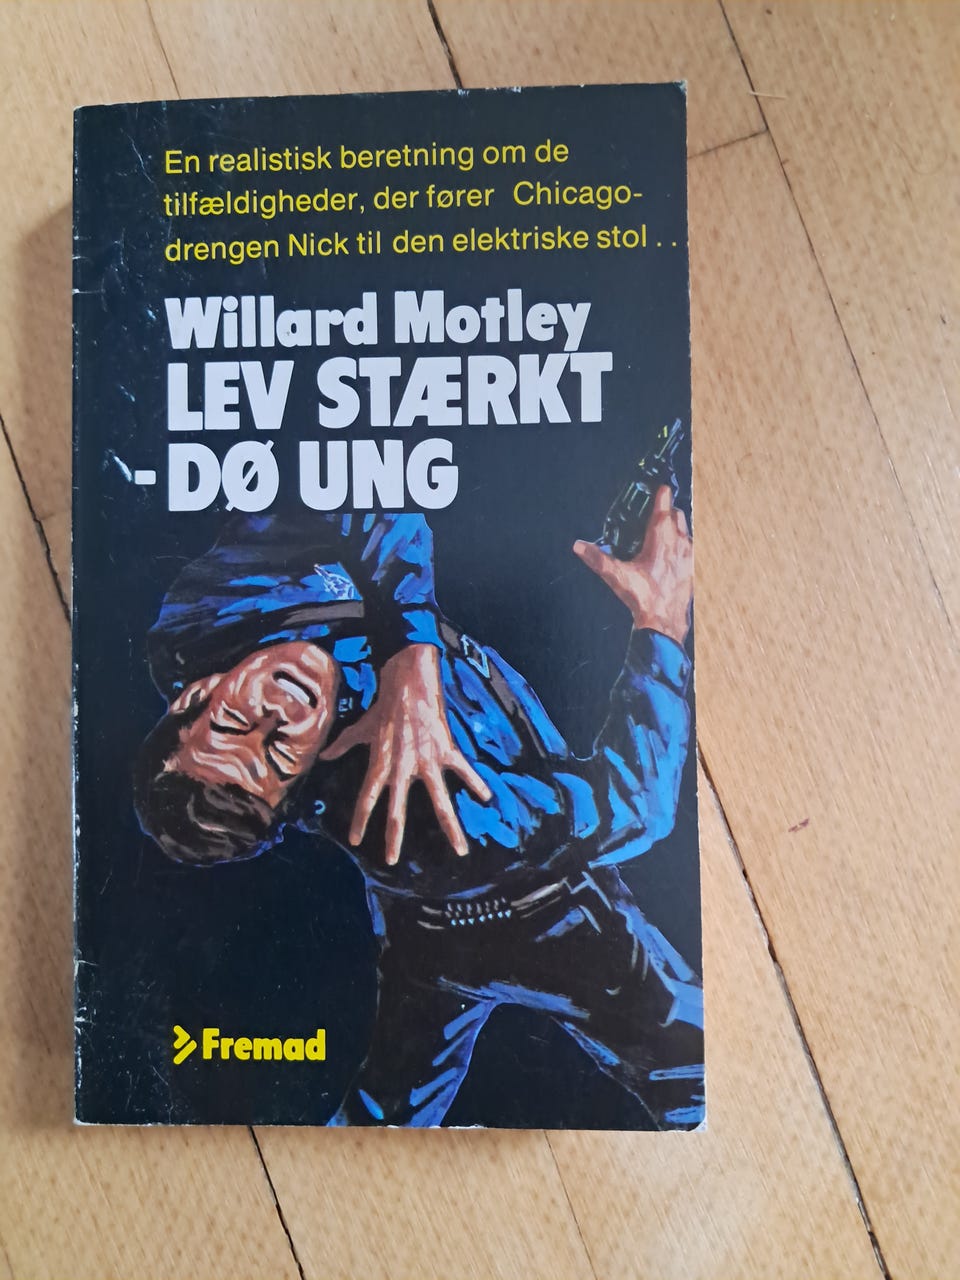 En realistisk beretning om de
tilfældigheder, der fører Chicago-
drengen Nick til den elektriske stol . .
Willard Motley
LEV STÆRKT
- DØ UNG
Fremad